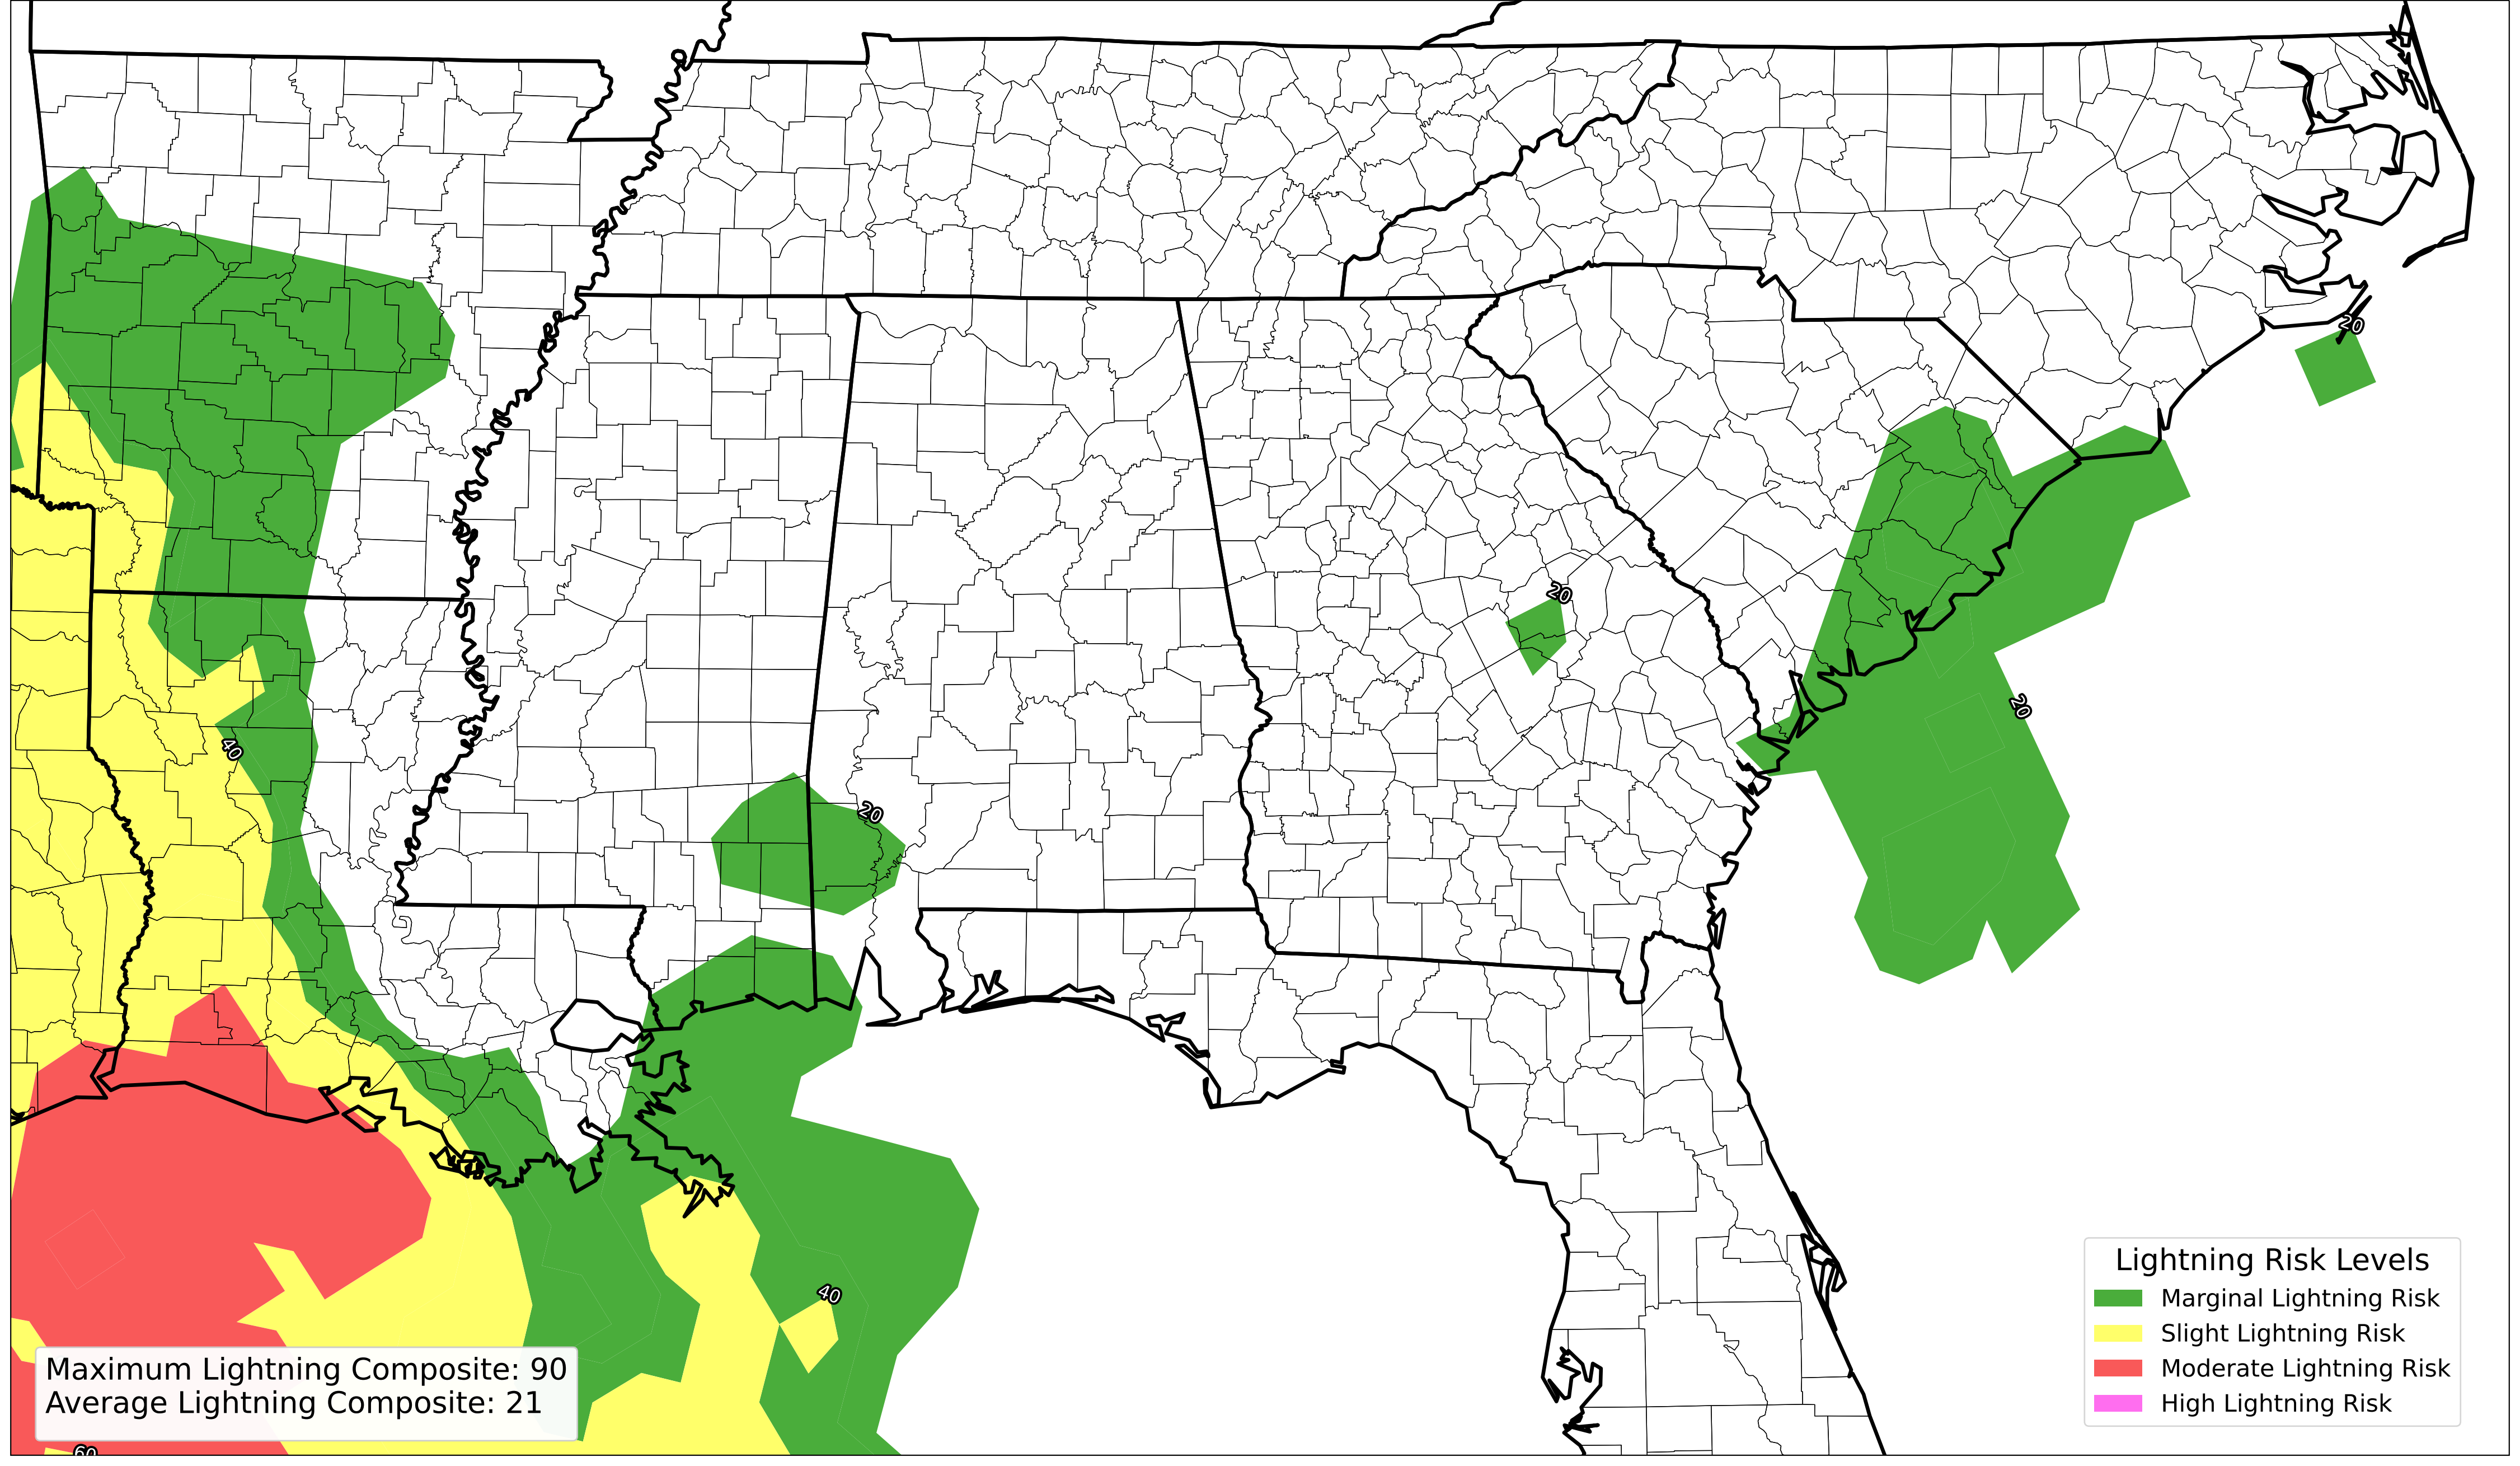 20
20
20
40
20
40
Lightning Risk Levels
Marginal Lightning Risk
Slight Lightning Risk
Moderate Lightning Risk
High Lightning Risk
Maximum Lightning Composite: 90
Average Lightning Composite: 21
60